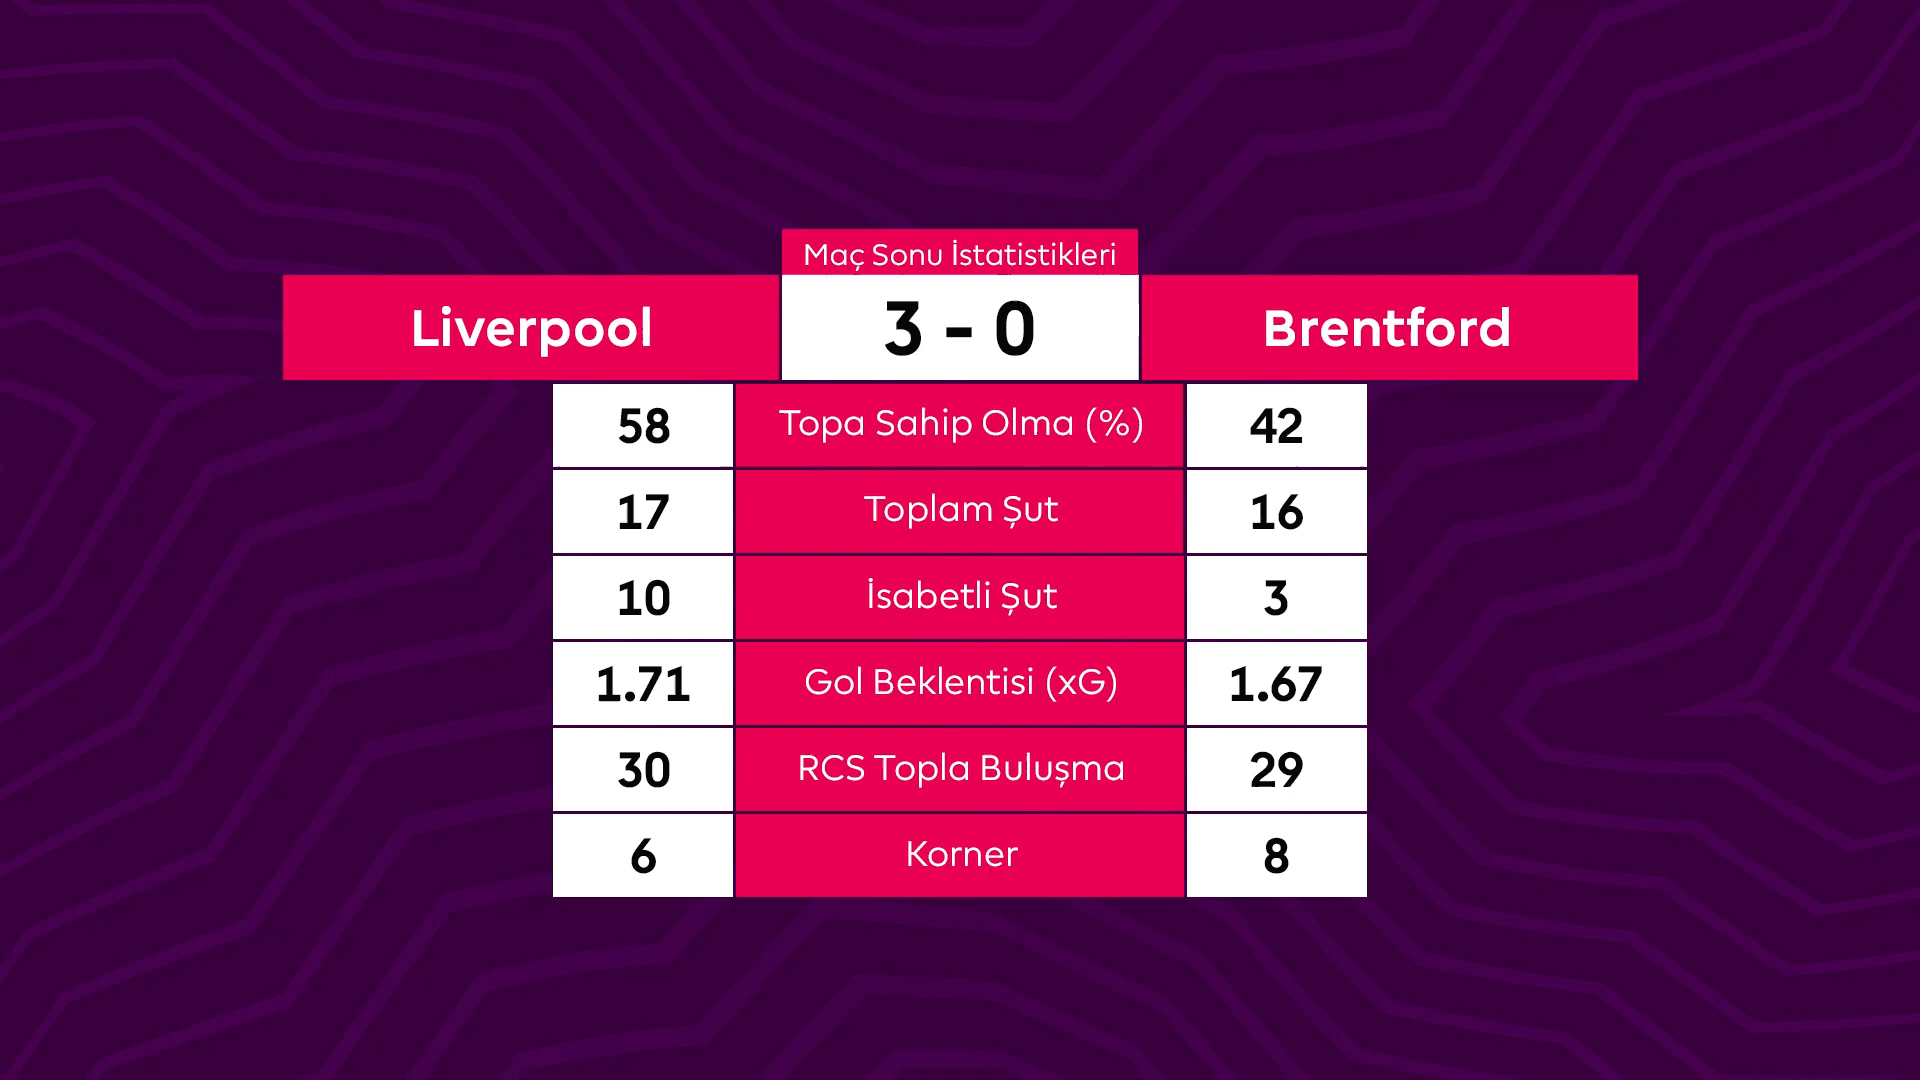 Maç Sonu İstatistikleri
Liverpool 3 - 0 Brentford
58 Topa Sahip Olma (%) 42
17 Toplam Şut 16
10 İsabetli Şut 3
1.71 Gol Beklentisi (xG) 1.67
30 RCS Topla Buluşma 29
6 Korner 8